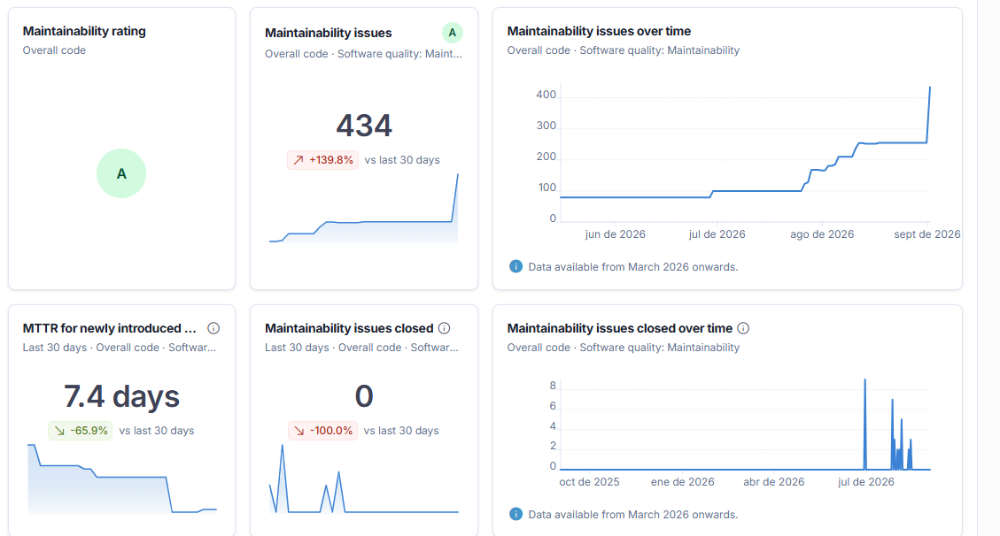 Maintainability rating
Overall code
A
Maintainability issues
A
Overall code · Software quality: Maint...
434
+139.8% vs last 30 days
Maintainability issues over time
Overall code · Software quality: Maintainability
400
300
200
100
0
jun de 2026 jul de 2026 ago de 2026 sept de 2026
Data available from March 2026 onwards.
MTTR for newly introduced ...
Last 30 days · Overall code · Softwar...
7.4 days
-65.9% vs last 30 days
Maintainability issues closed
Last 30 days · Overall code · Softwar...
0
-100.0% vs last 30 days
Maintainability issues closed over time
Overall code · Software quality: Maintainability
8
6
4
2
0
oct de 2025 ene de 2026 abr de 2026 jul de 2026
Data available from March 2026 onwards.